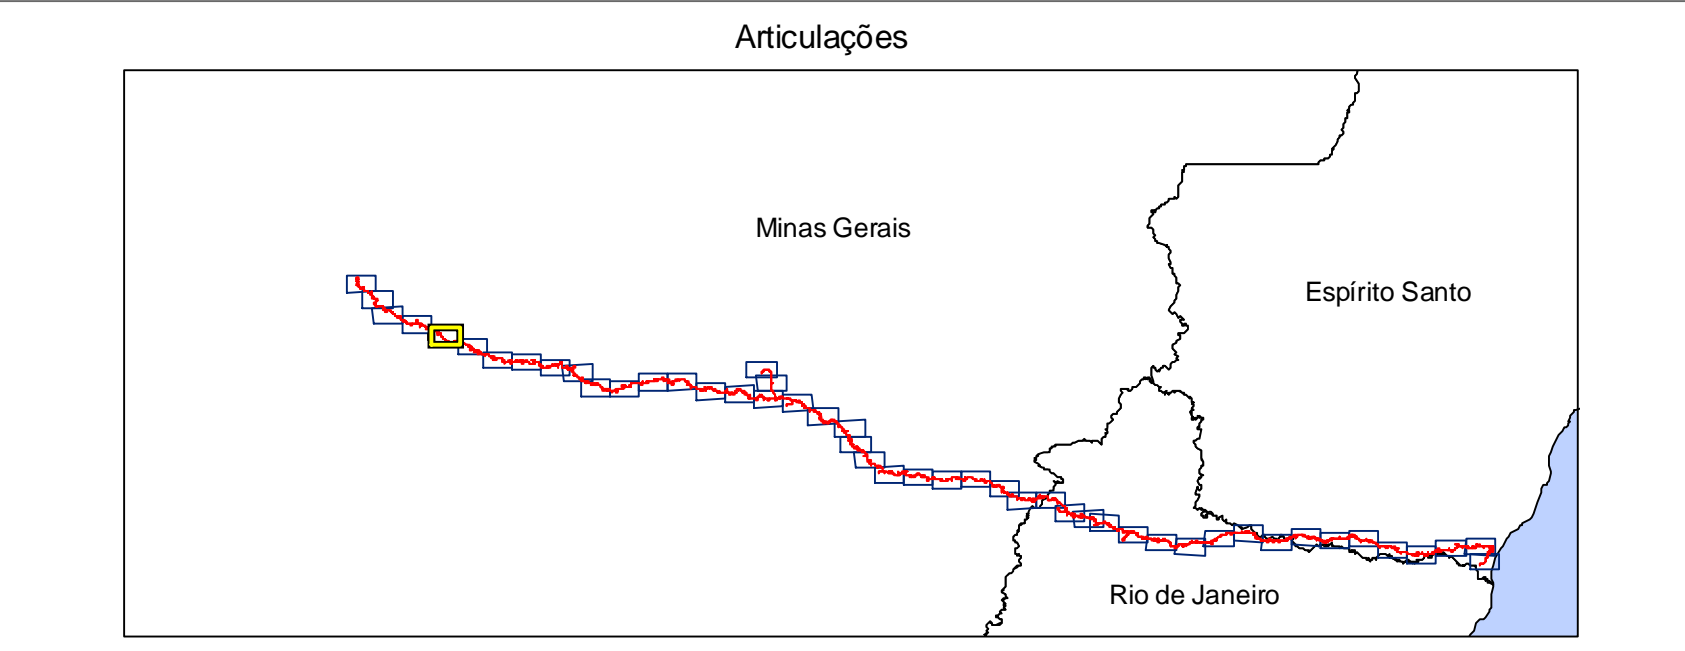 Articulações
Minas Gerais
Espírito Santo
Rio de Janeiro